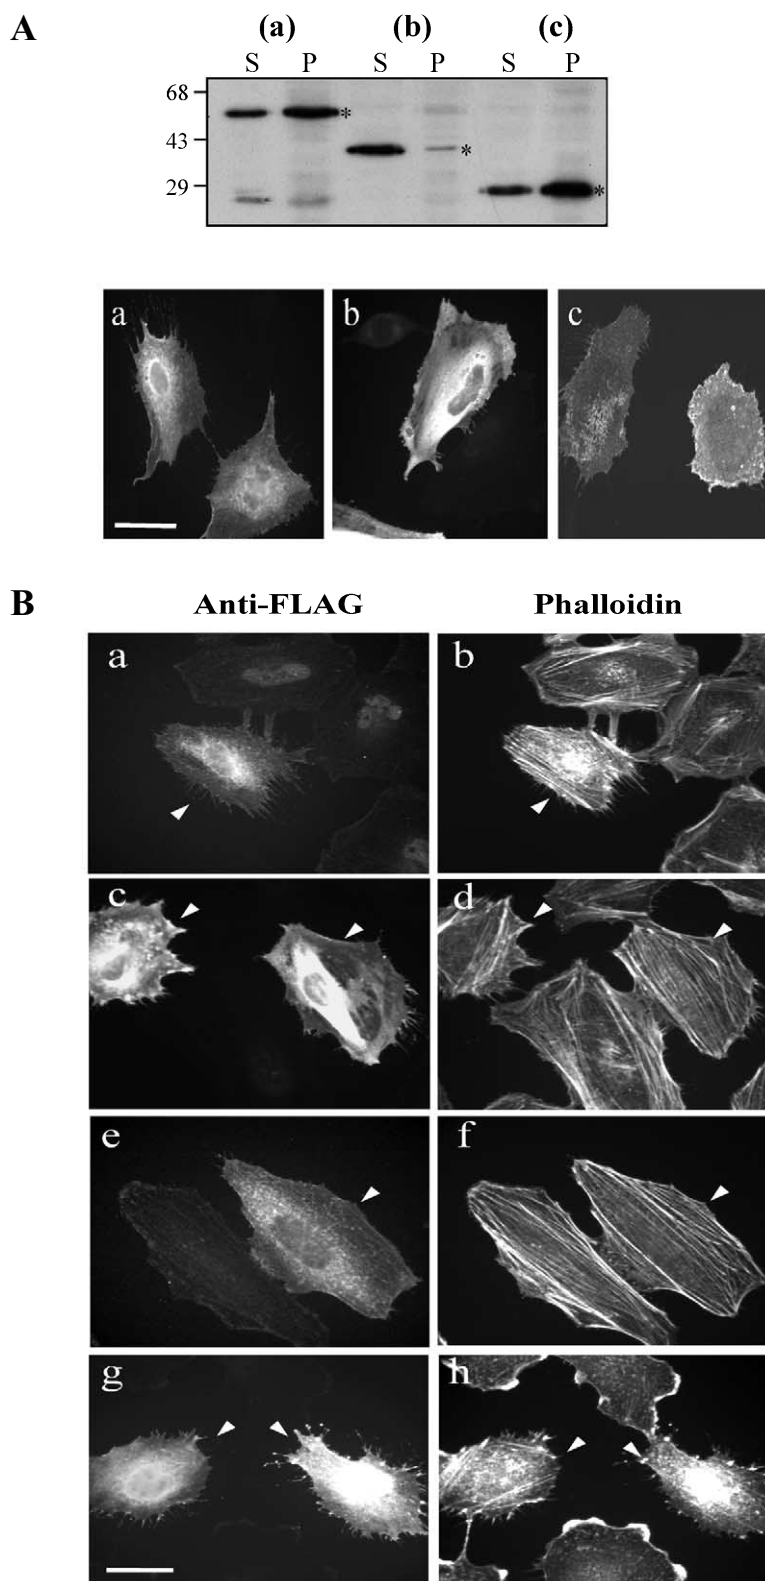 A
(a) (b) (c)
S P S P S P
68
*
43
*
29
*
a b c
B
Anti-FLAG Phalloidin
a b
c d
e f
g h